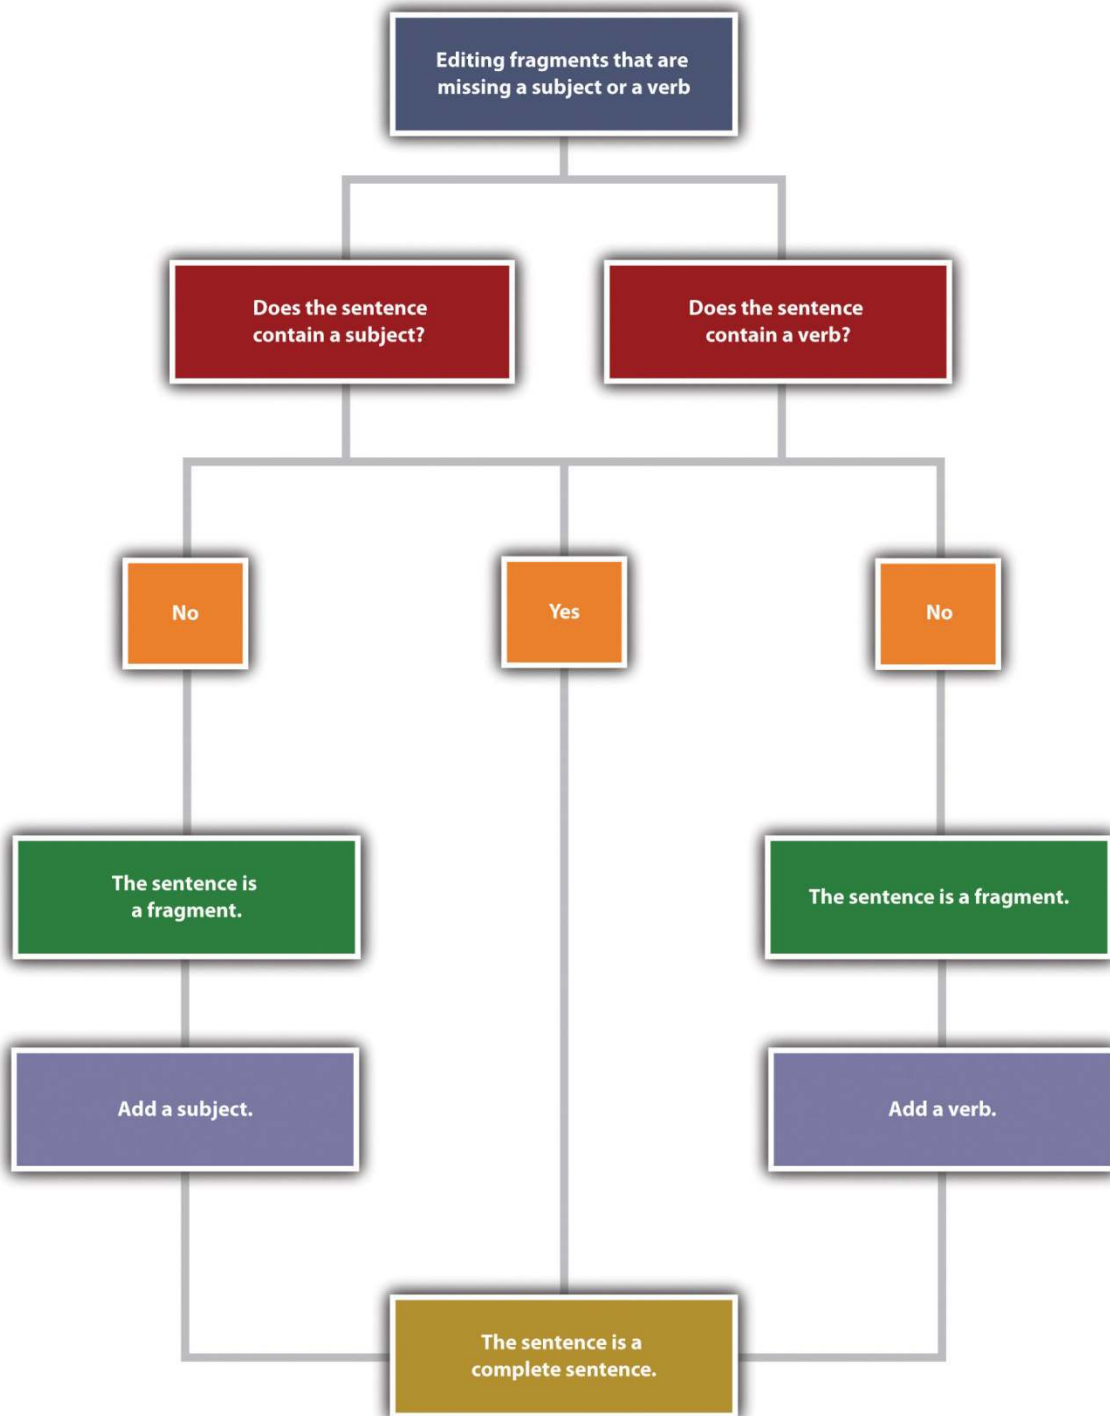 Editing fragments that are
missing a subject or a verb
Does the sentence
contain a subject?
Does the sentence
contain a verb?
No
Yes
No
The sentence is
a fragment.
The sentence is a fragment.
Add a subject.
Add a verb.
The sentence is a
complete sentence.